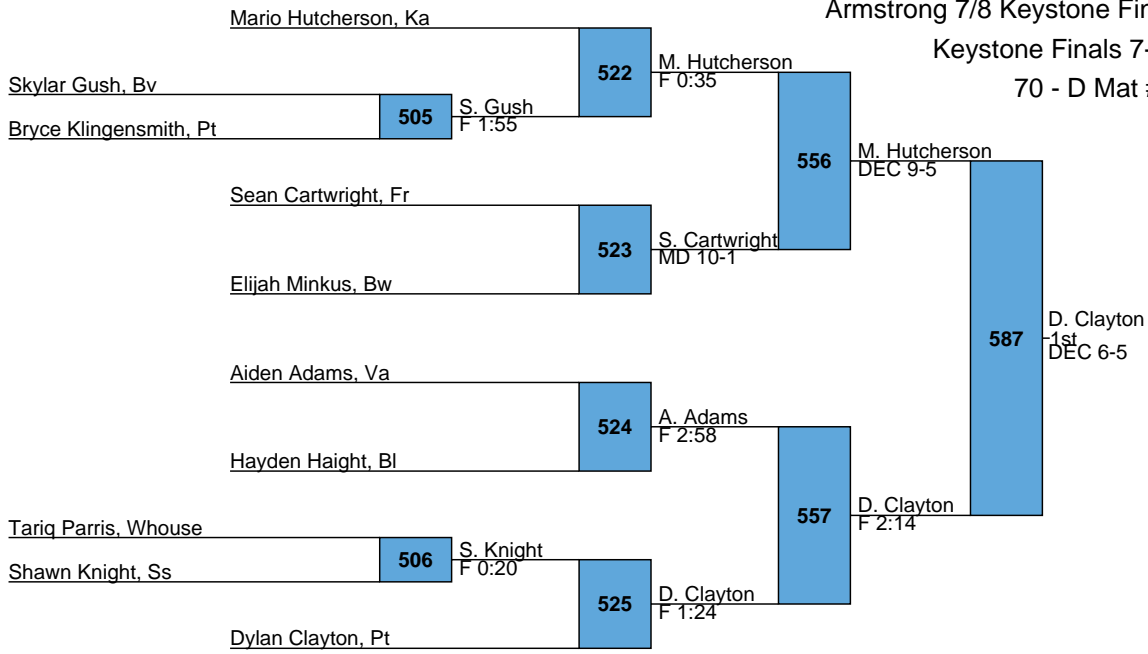 Armstrong 7/8 Keystone Fin
Keystone Finals 7-
70 - D Mat
Mario Hutcherson, Ka
Skylar Gush, Bv
Bryce Klingensmith, Pt
505
S. Gush
F 1:55
522
M. Hutcherson
F 0:35
Sean Cartwright, Fr
Elijah Minkus, Bw
523
S. Cartwright
MD 10-1
556
M. Hutcherson
DEC 9-5
Aiden Adams, Va
Hayden Haight, Bl
524
A. Adams
F 2:58
Tariq Parris, Whouse
Shawn Knight, Ss
506
S. Knight
F 0:20
Dylan Clayton, Pt
525
D. Clayton
F 1:24
557
D. Clayton
F 2:14
587
D. Clayton
1st
DEC 6-5